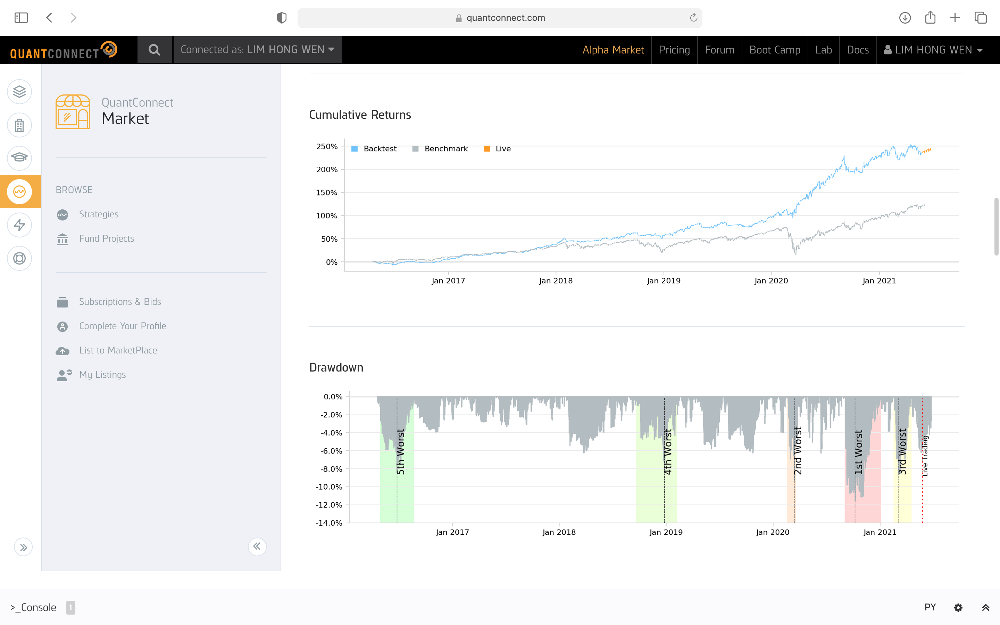 quantconnect.com
QUANTCONNECT
Connected as: LIM HONG WEN
Alpha Market
Pricing
Forum
Boot Camp
Lab
Docs
LIM HONG WEN
QuantConnect
Market
BROWSE
Strategies
Fund Projects
Subscriptions & Bids
Complete Your Profile
List to MarketPlace
My Listings
Cumulative Returns
Backtest
Benchmark
Live
250%
200%
150%
100%
50%
0%
Jan 2017
Jan 2018
Jan 2019
Jan 2020
Jan 2021
Drawdown
0.0%
-2.0%
-4.0%
-6.0%
-8.0%
-10.0%
-12.0%
-14.0%
5th Worst
4th Worst
2nd Worst
1st Worst
3rd Worst
Live Trading
Jan 2017
Jan 2018
Jan 2019
Jan 2020
Jan 2021
>_Console
1
PY